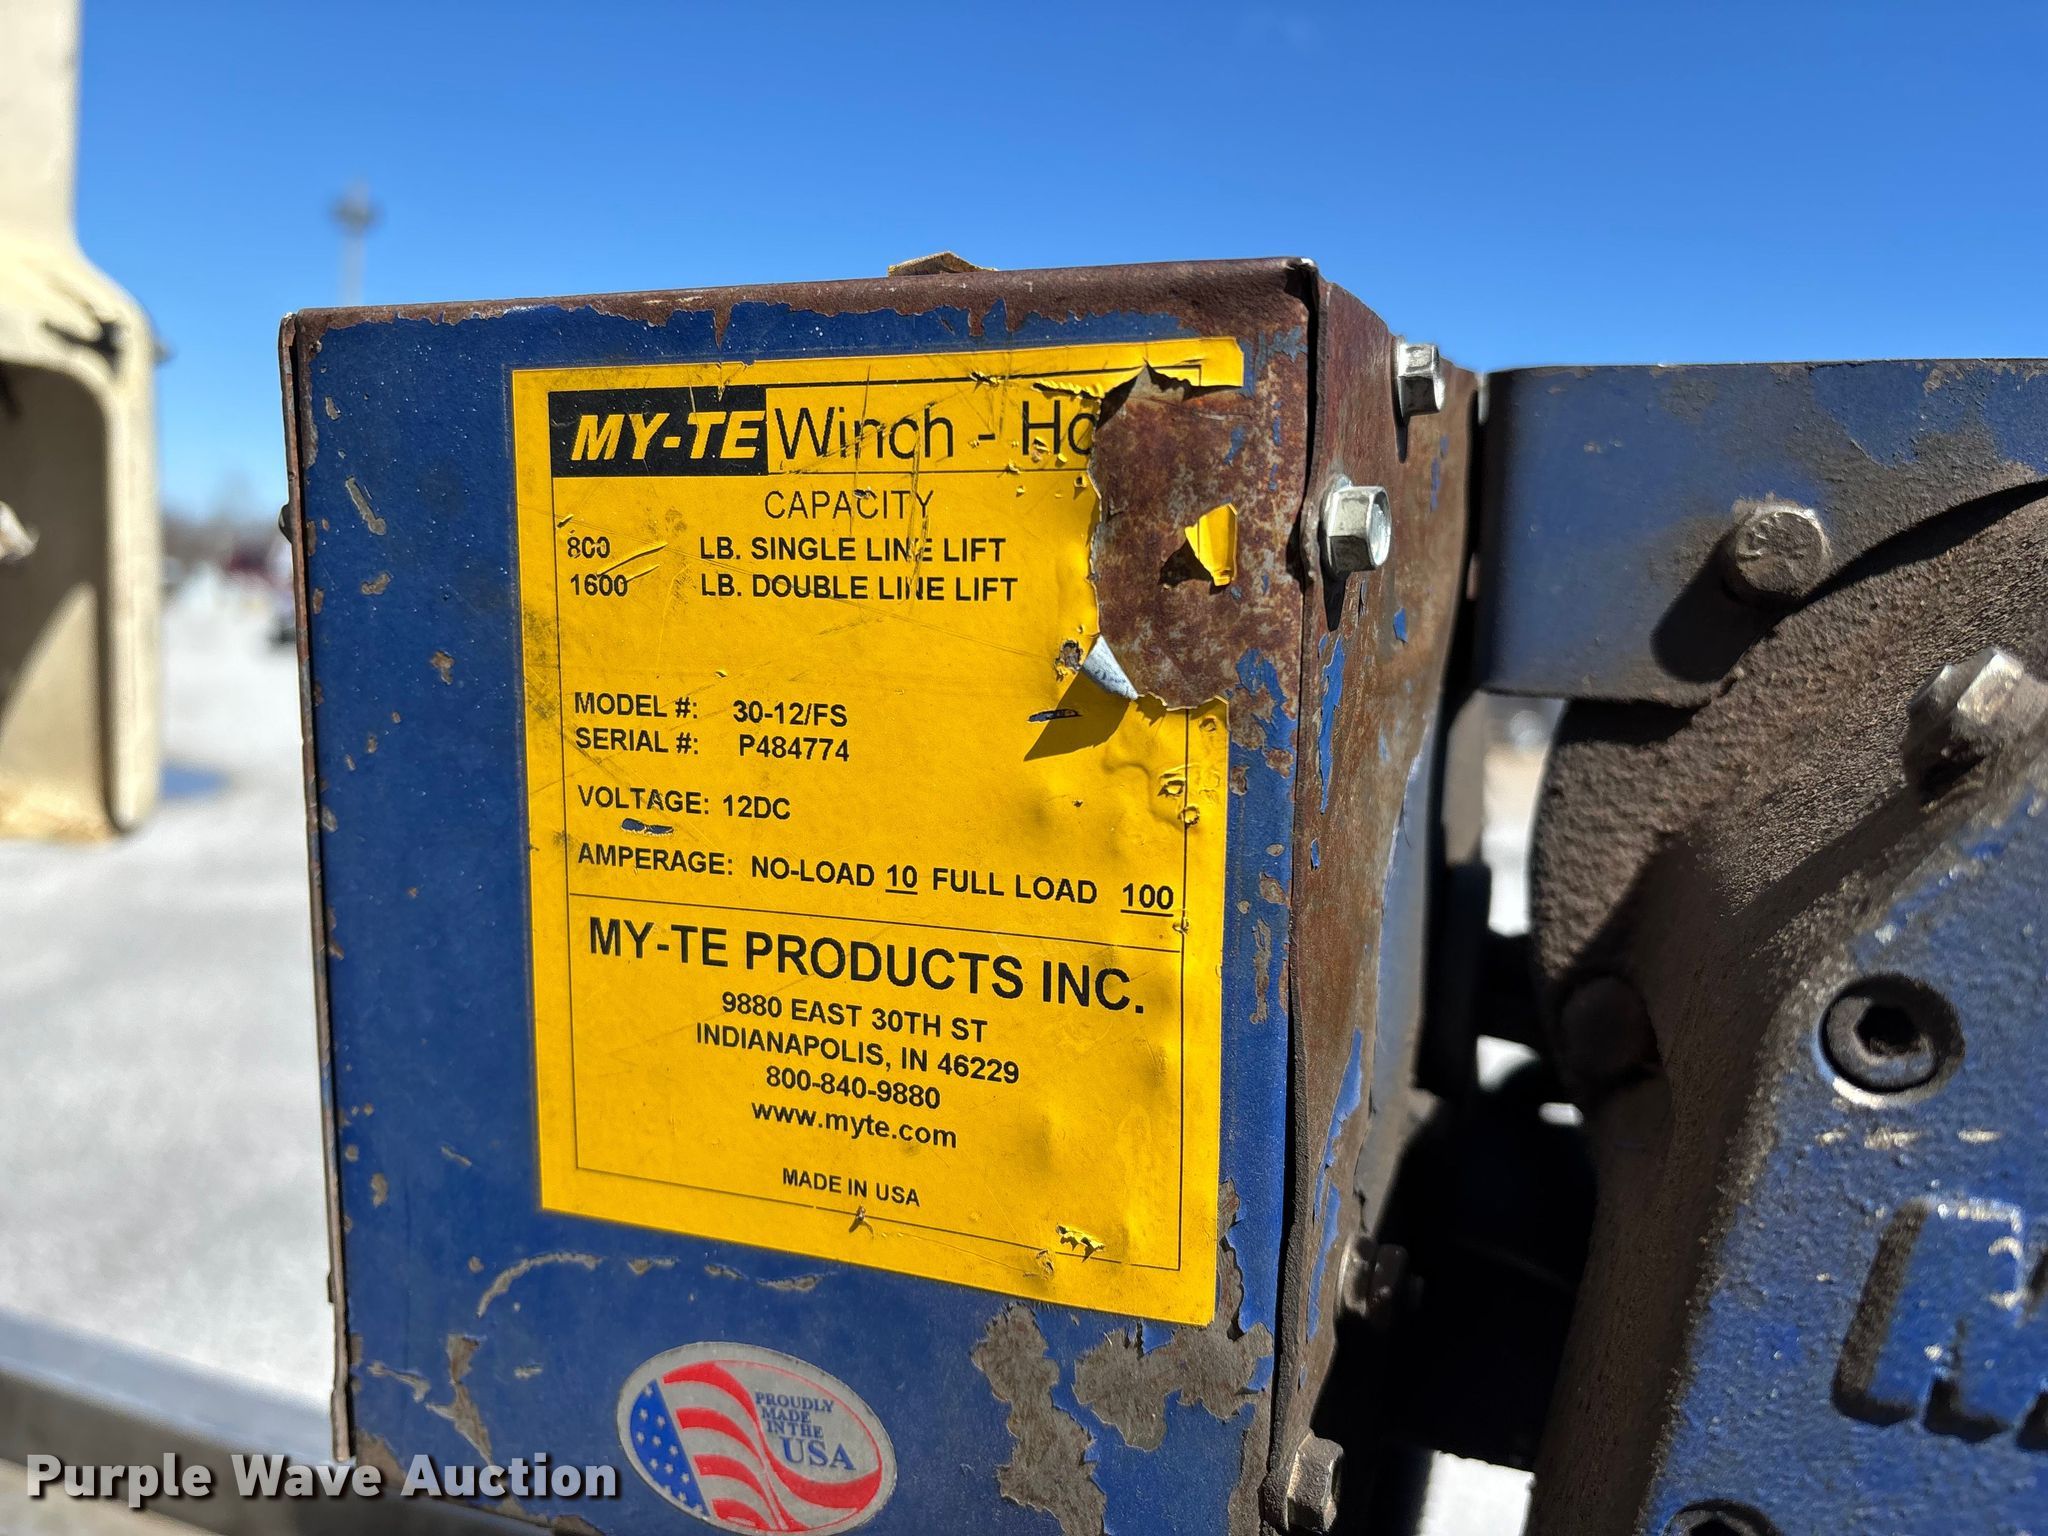 MY-TE Winch - Ho
CAPACITY
800 LB. SINGLE LINE LIFT
1600 LB. DOUBLE LINE LIFT
MODEL #: 30-12/FS
SERIAL #: P484774
VOLTAGE: 12DC
AMPERAGE: NO-LOAD 10 FULL LOAD 100
MY-TE PRODUCTS INC.
9880 EAST 30TH ST
INDIANAPOLIS, IN 46229
800-840-9880
www.myte.com
MADE IN USA
PROUDLY
MADE
IN THE
USA
Purple Wave Auction